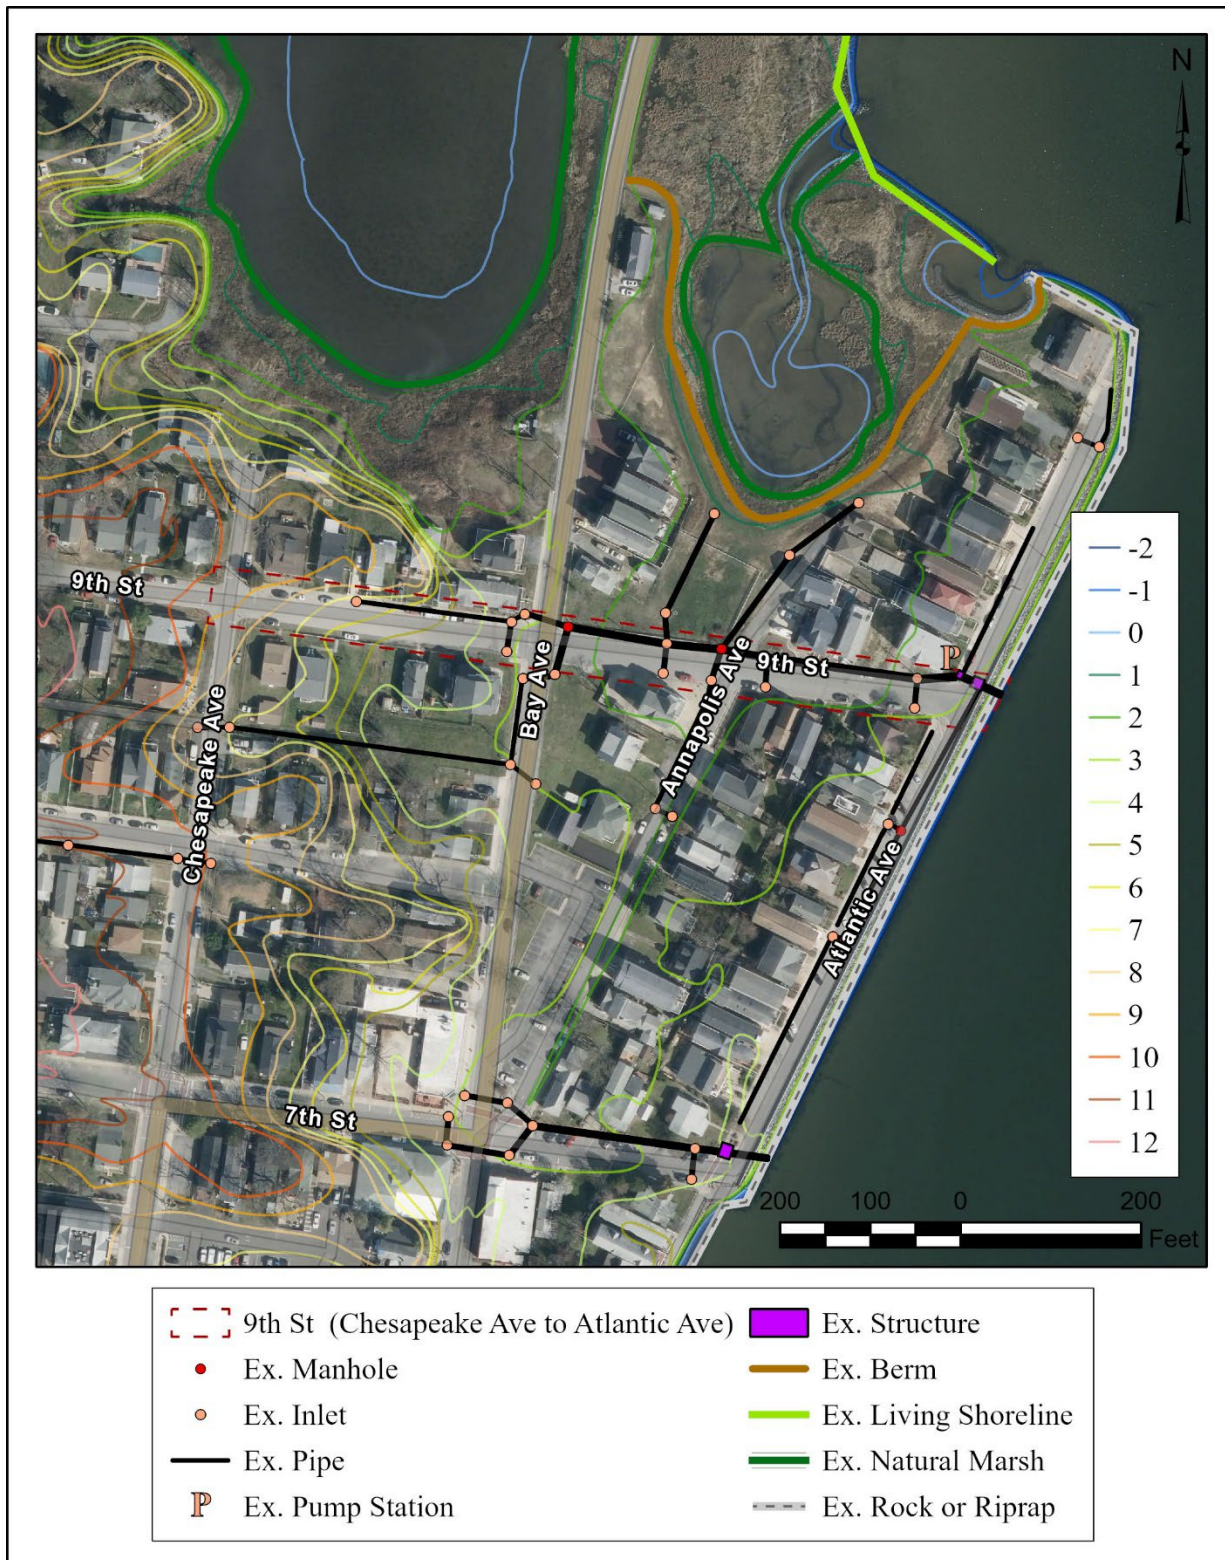 N
9th St
Bay Ave
Annapolis Ave
9th St
P
Chesapeake Ave
Atlantic Ave
7th St
-2
-1
0
1
2
3
4
5
6
7
8
9
10
11
12
200 100 0 200
Feet
9th St (Chesapeake Ave to Atlantic Ave)
Ex. Manhole
Ex. Inlet
Ex. Pipe
P Ex. Pump Station
Ex. Structure
Ex. Berm
Ex. Living Shoreline
Ex. Natural Marsh
Ex. Rock or Riprap